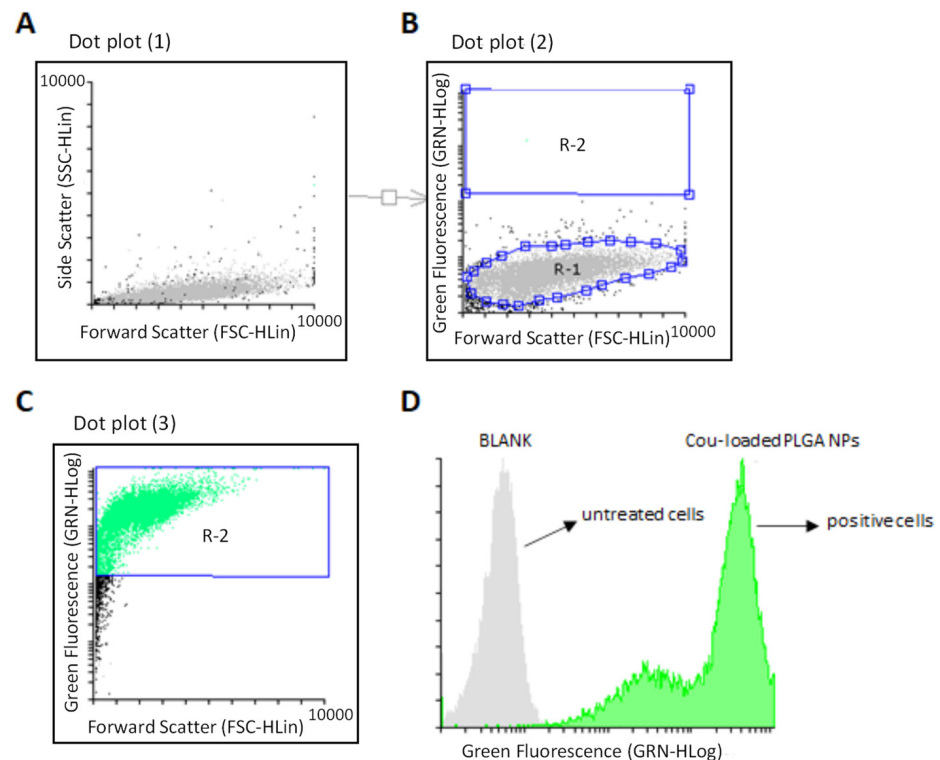 A
Dot plot (1)
10000
Side Scatter (SSC-HLin)
Forward Scatter (FSC-HLin)
10000
B
Dot plot (2)
Green Fluorescence (GRN-HLog)
R-2
R-1
Forward Scatter (FSC-HLin)
10000
C
Dot plot (3)
Green Fluorescence (GRN-HLog)
R-2
Forward Scatter (FSC-HLin)
10000
D
BLANK
Cou-loaded PLGA NPs
untreated cells
positive cells
Green Fluorescence (GRN-HLog)